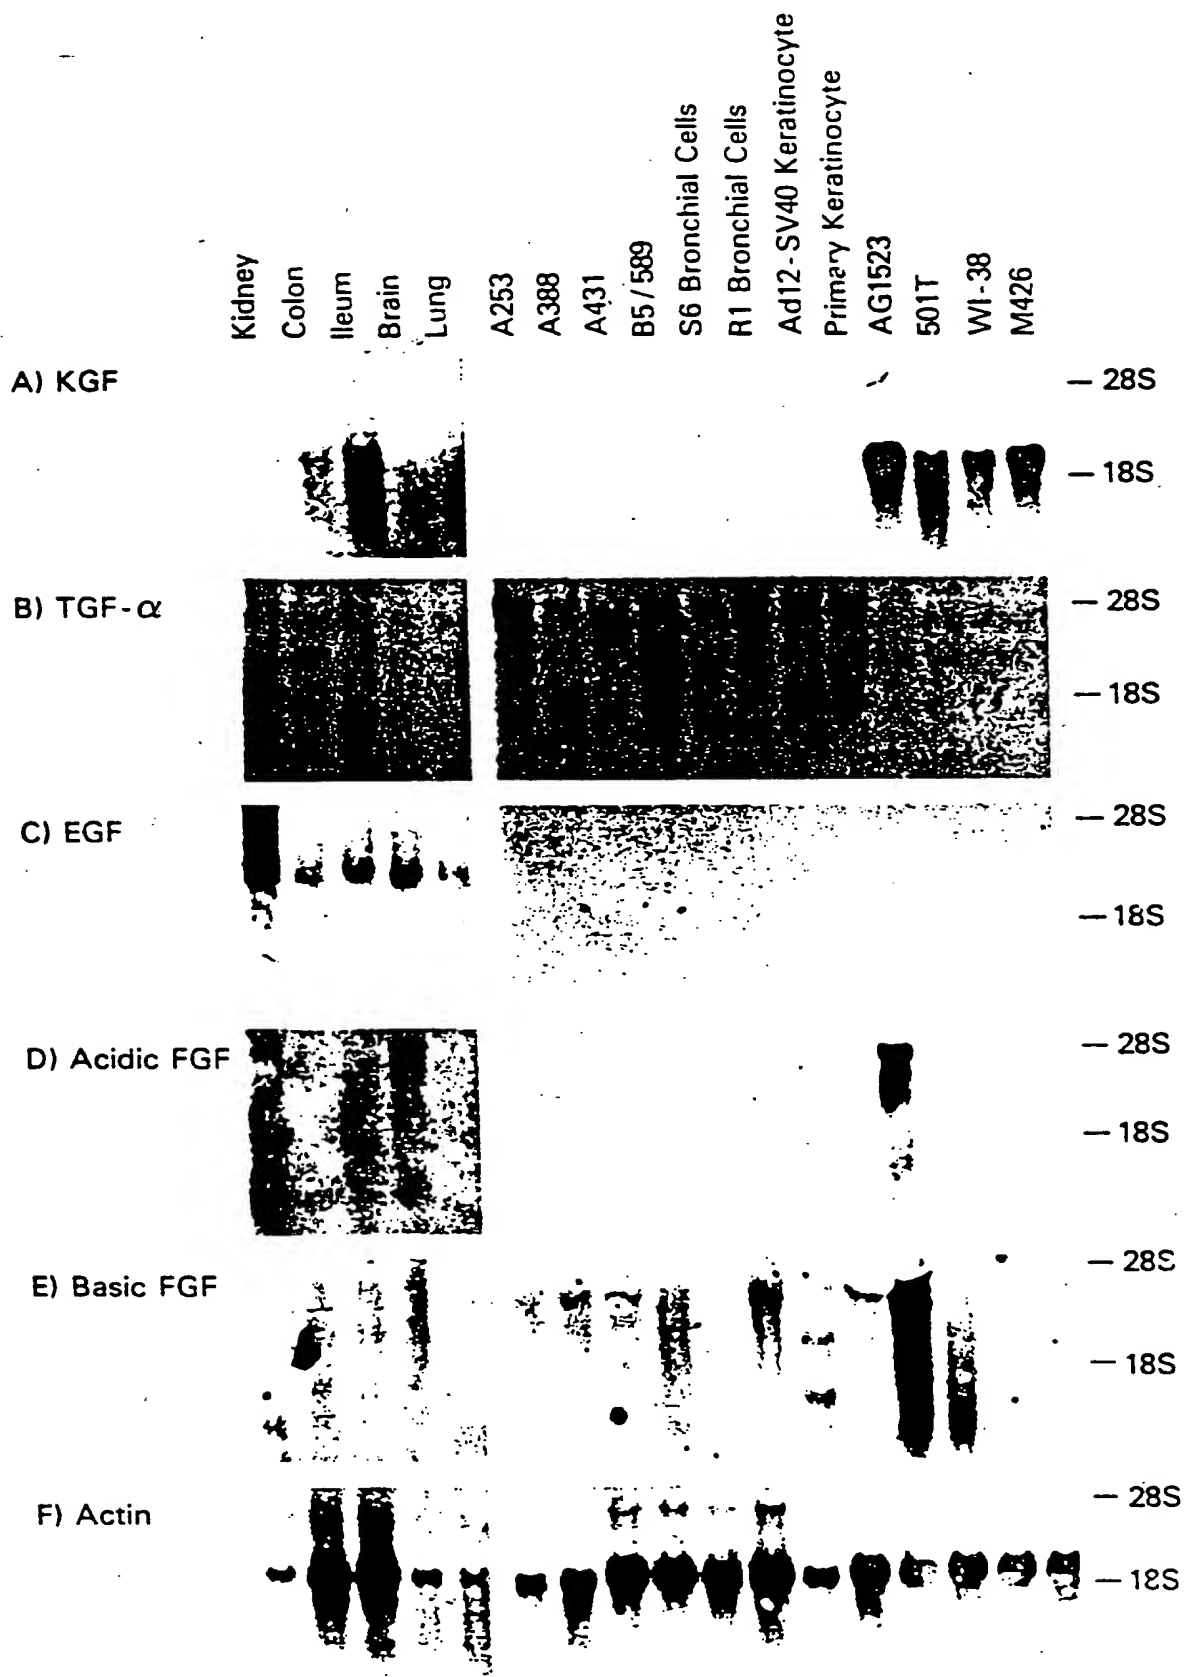 Kidney
Colon
Ileum
Brain
Lung
A253
A388
A431
B5/589
S6 Bronchial Cells
R1 Bronchial Cells
Ad12-SV40 Keratinocyte
Primary Keratinocyte
AG1523
501T
WI-38
M426
A) KGF
— 28S
— 18S
B) TGF-α
— 28S
— 18S
C) EGF
— 28S
— 18S
D) Acidic FGF
— 28S
— 18S
E) Basic FGF
— 28S
— 18S
F) Actin
— 28S
— 18S